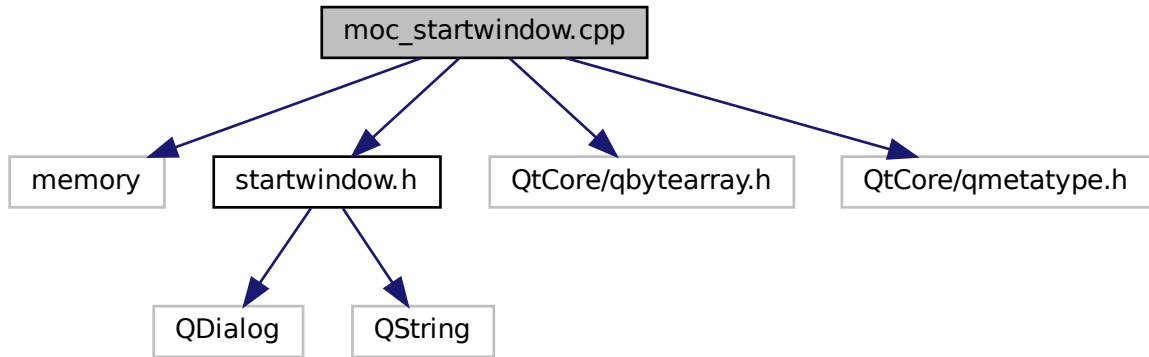 moc_startwindow.cpp
memory
startwindow.h
QtCore/qbytearray.h
QtCore/qmetatype.h
QDialog
QString